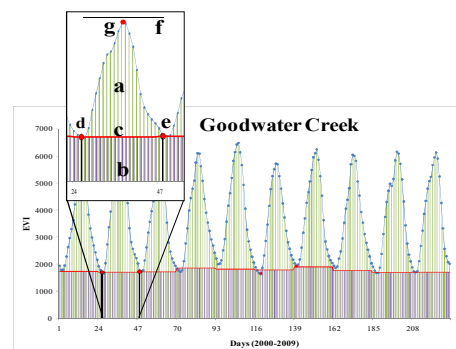 g f
a
d c e
b
24 47
Goodwater Creek
7000
6000
5000
4000
3000
2000
1000
0
EVI
1 24 47 70 93 116 139 162 185 208
Days (2000-2009)